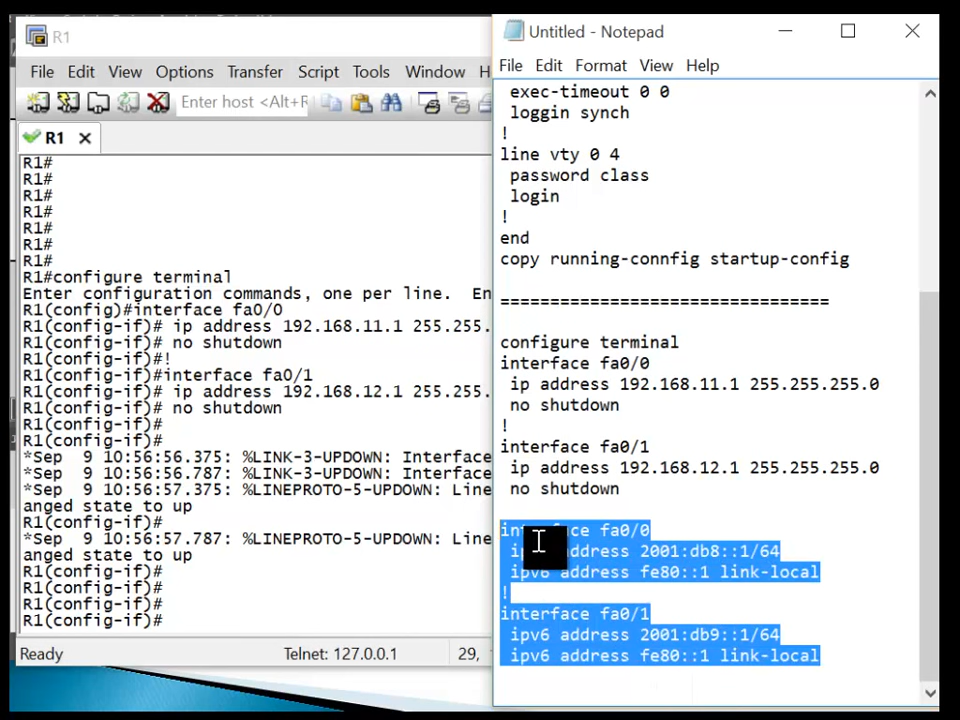 R1
File Edit View Options Transfer Script Tools Window H
Enter host <Alt+R
R1
R1#
R1#
R1#
R1#
R1#
R1#
R1#
R1#configure terminal
Enter configuration commands, one per line. En
R1(config)#interface fa0/0
R1(config-if)# ip address 192.168.11.1 255.255.
R1(config-if)# no shutdown
R1(config-if)#!
R1(config-if)#interface fa0/1
R1(config-if)# ip address 192.168.12.1 255.255.
R1(config-if)# no shutdown
R1(config-if)#
R1(config-if)#
*Sep 9 10:56:56.375: %LINK-3-UPDOWN: Interface
*Sep 9 10:56:56.787: %LINK-3-UPDOWN: Interface
*Sep 9 10:56:57.375: %LINEPROTO-5-UPDOWN: Line
anged state to up
R1(config-if)#
*Sep 9 10:56:57.787: %LINEPROTO-5-UPDOWN: Line
anged state to up
R1(config-if)#
R1(config-if)#
R1(config-if)#
R1(config-if)#
Ready Telnet: 127.0.0.1 29,
Untitled - Notepad
File Edit Format View Help
exec-timeout 0 0
loggin synch
!
line vty 0 4
password class
login
!
end
copy running-connfig startup-config
=================================
configure terminal
interface fa0/0
ip address 192.168.11.1 255.255.255.0
no shutdown
!
interface fa0/1
ip address 192.168.12.1 255.255.255.0
no shutdown
fa0/0
address 2001:db8::1/64
ipv6 address fe80::1 link-local
!
interface fa0/1
ipv6 address 2001:db9::1/64
ipv6 address fe80::1 link-local